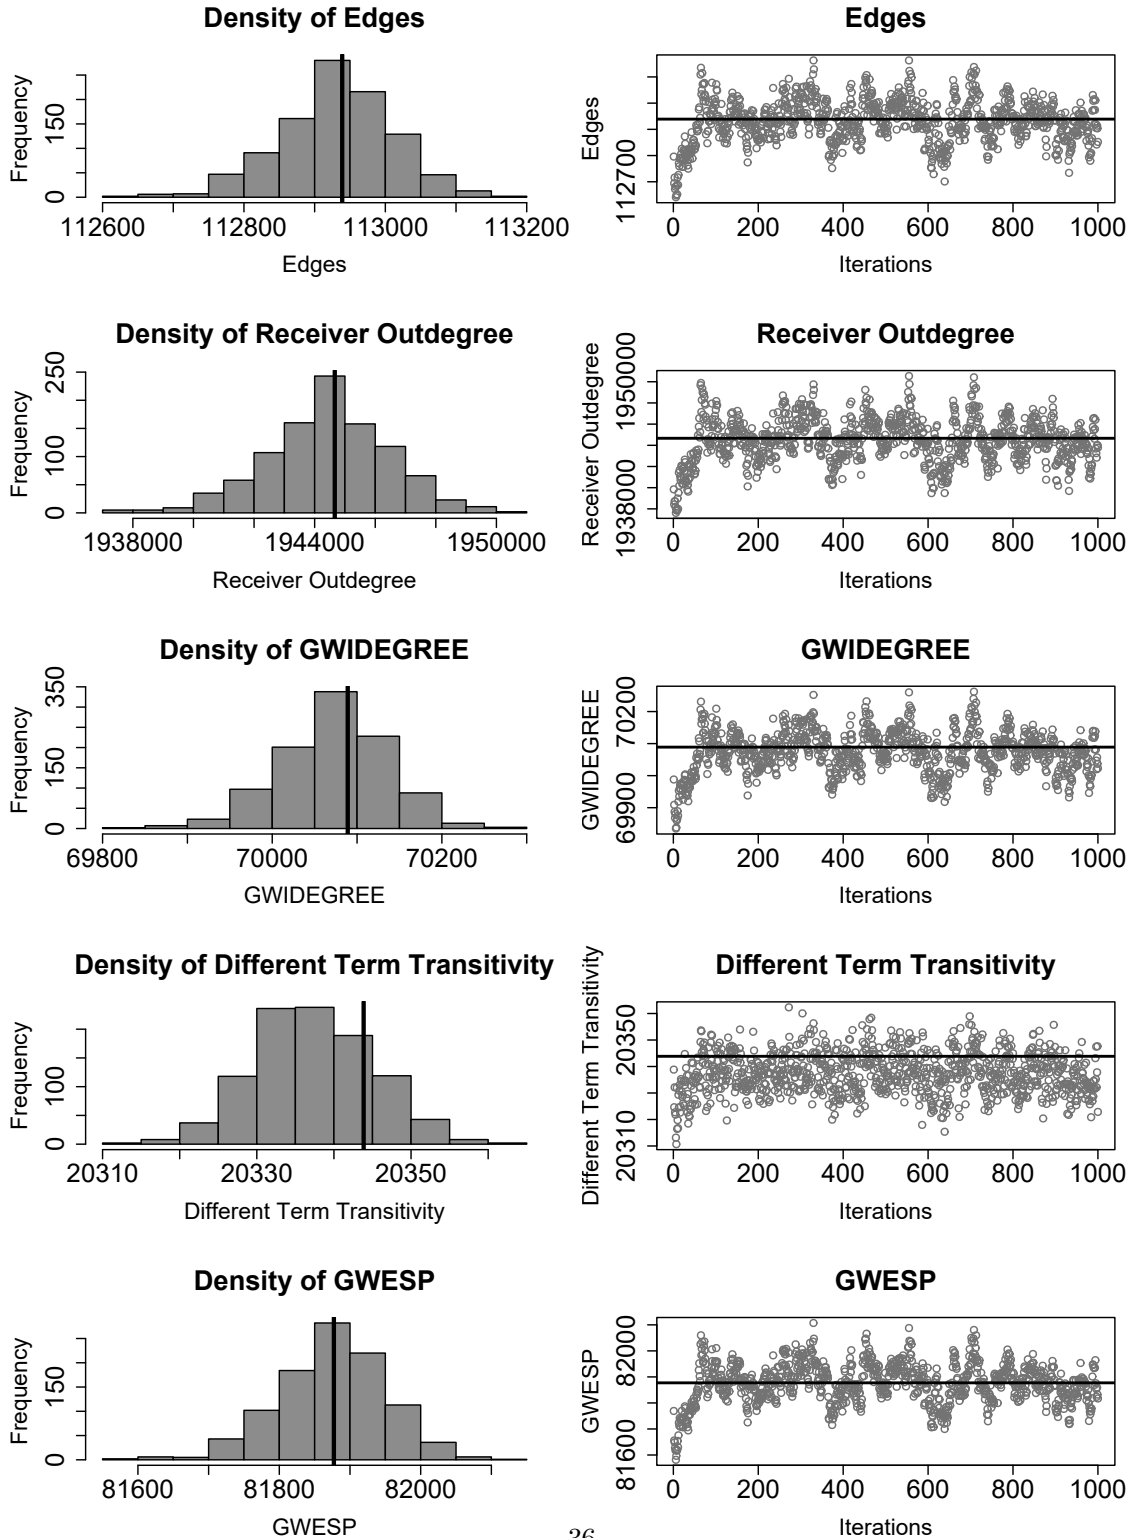 Density of Edges
Frequency
0 150
112600 112800 113000 113200
Edges
Edges
Edges
112700
0 200 400 600 800 1000
Iterations
Density of Receiver Outdegree
Frequency
0 100 250
1938000 1944000 1950000
Receiver Outdegree
Receiver Outdegree
Receiver Outdegree
1938000 1950000
0 200 400 600 800 1000
Iterations
Density of GWIDEGREE
Frequency
0 150 350
69800 70000 70200
GWIDEGREE
GWIDEGREE
GWIDEGREE
69900 70200
0 200 400 600 800 1000
Iterations
Density of Different Term Transitivity
Frequency
0 100
20310 20330 20350
Different Term Transitivity
Different Term Transitivity
Different Term Transitivity
20310 20350
0 200 400 600 800 1000
Iterations
Density of GWESP
Frequency
0 150
81600 81800 82000
GWESP
GWESP
GWESP
81600 82000
0 200 400 600 800 1000
Iterations